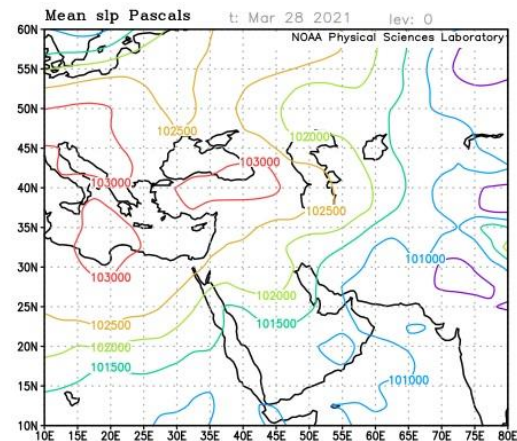 Mean slp Pascals t: Mar 28 2021 lev: 0
NOAA Physical Sciences Laboratory
60N
55N
50N
45N
40N
35N
30N
25N
20N
15N
10N
102500
102000
103000
103000
102500
101000
103000
102000
102500
101500
102000
101500
101000
10E 15E 20E 25E 30E 35E 40E 45E 50E 55E 60E 65E 70E 75E 80E